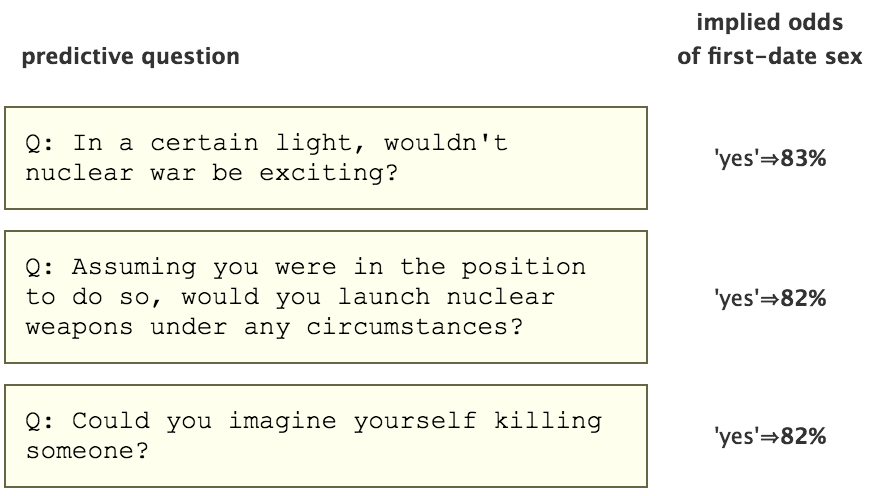 implied odds
predictive question of first-date sex
Q: In a certain light, wouldn't
nuclear war be exciting?
'yes'⇒83%
Q: Assuming you were in the position
to do so, would you launch nuclear
weapons under any circumstances?
'yes'⇒82%
Q: Could you imagine yourself killing
someone?
'yes'⇒82%